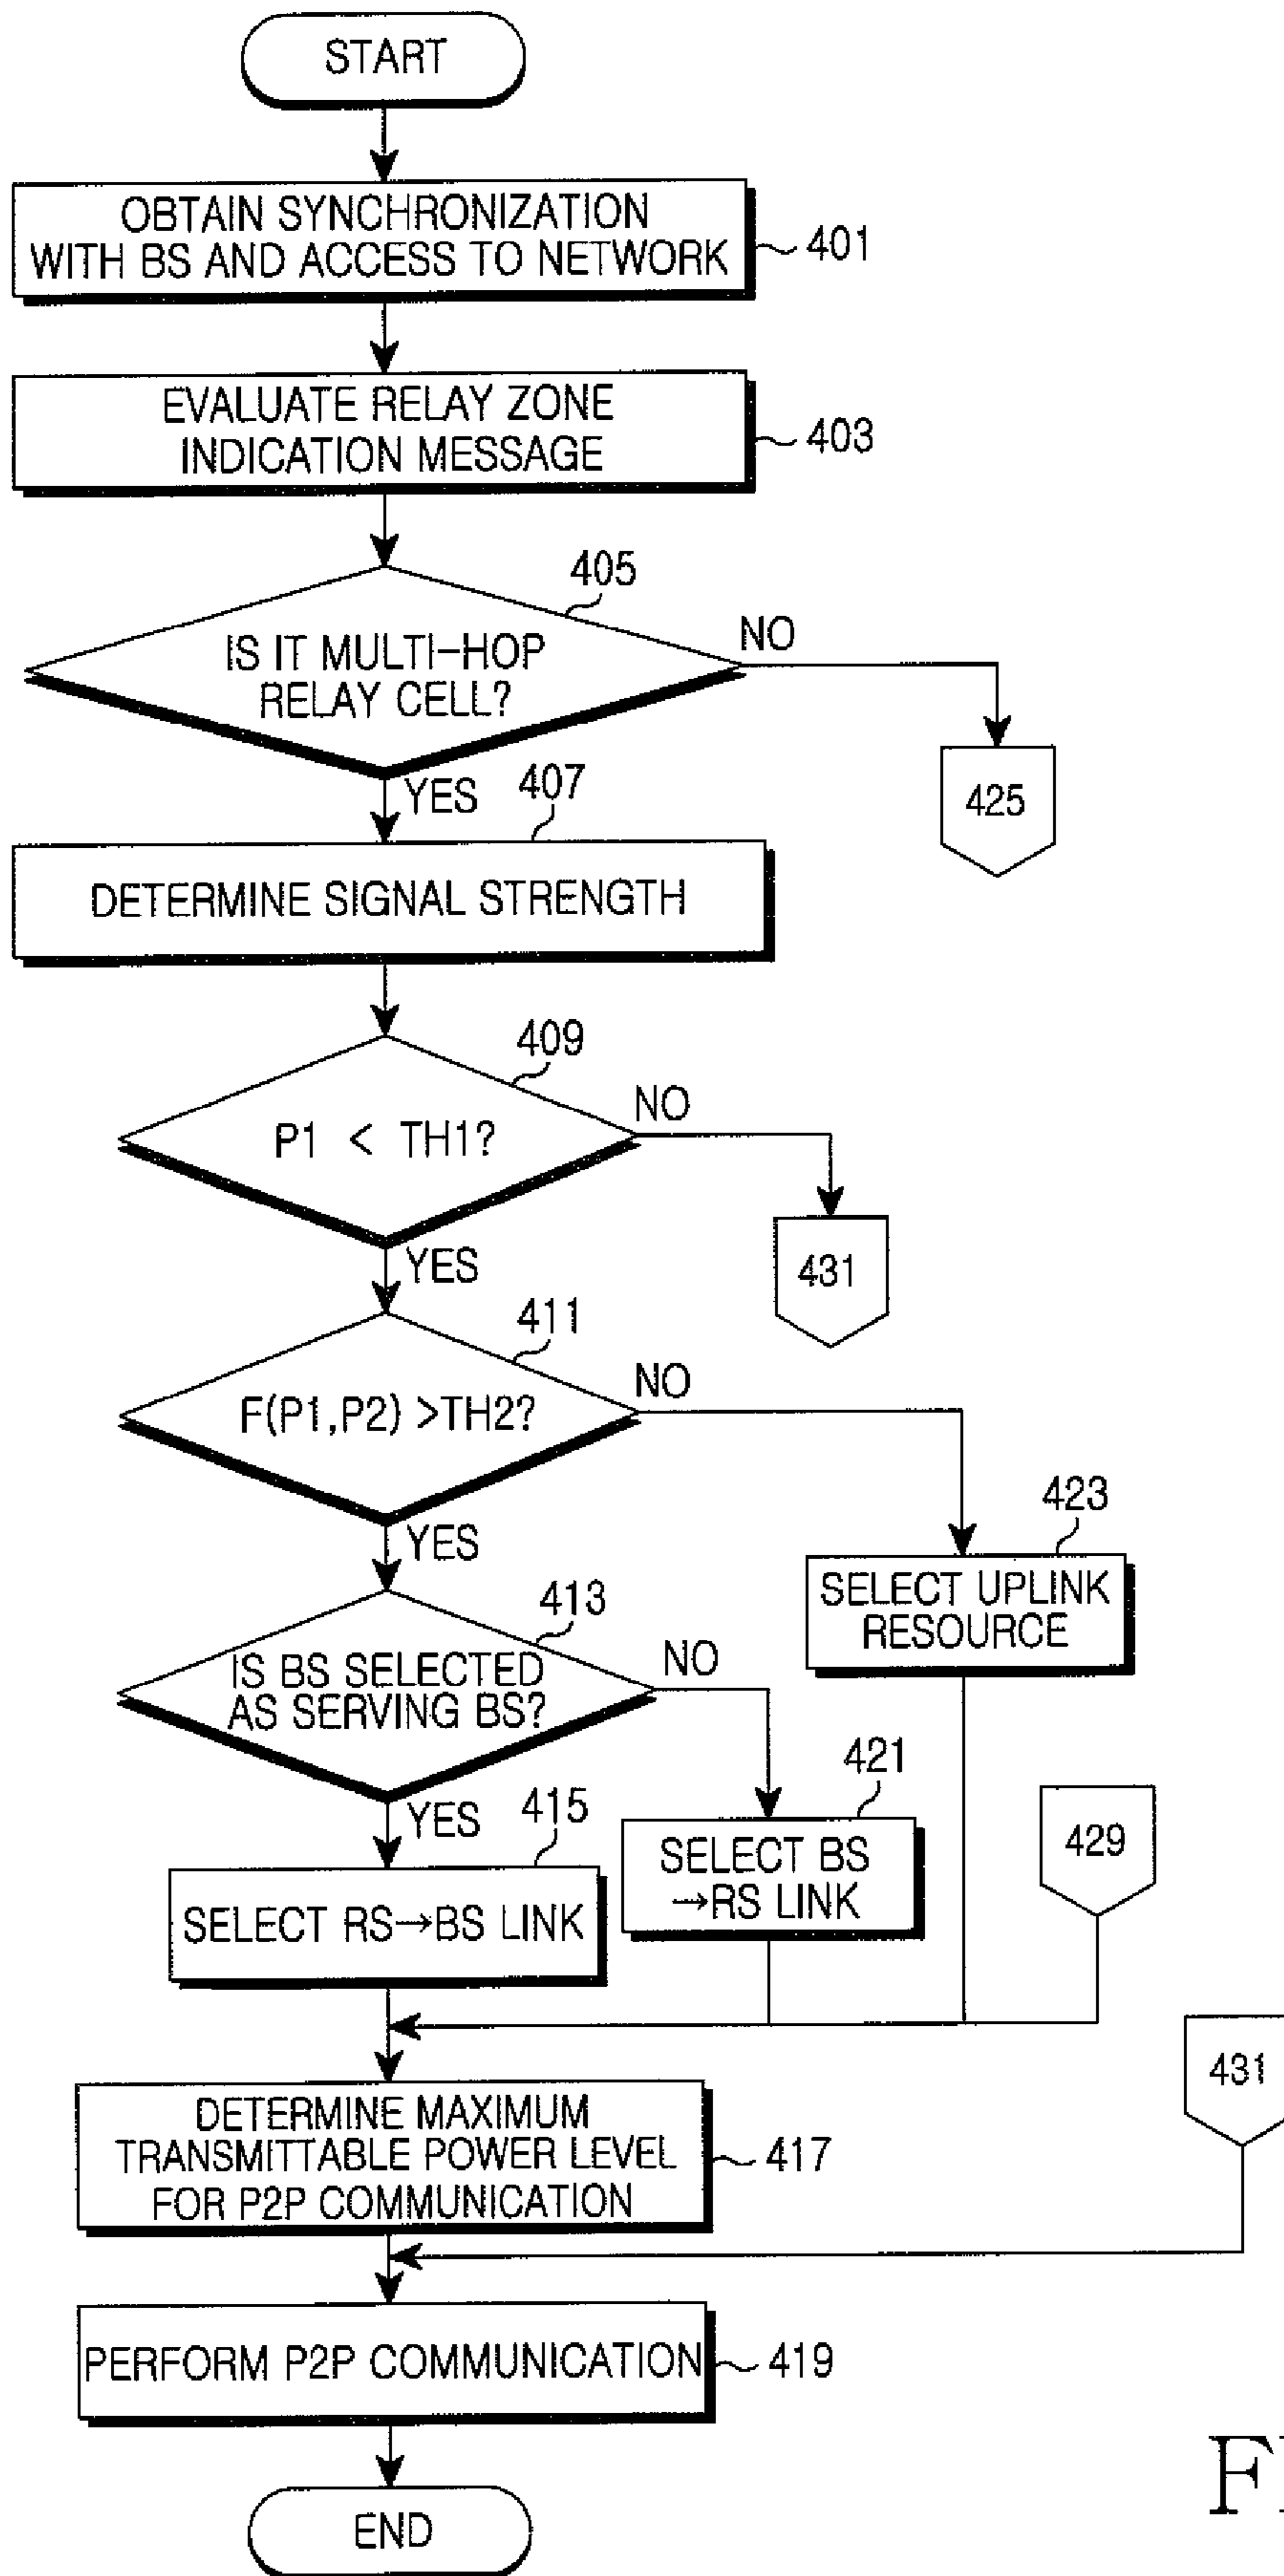 START
OBTAIN SYNCHRONIZATION
WITH BS AND ACCESS TO NETWORK
401
EVALUATE RELAY ZONE
INDICATION MESSAGE
403
405
IS IT MULTI-HOP
RELAY CELL?
NO
425
YES
407
DETERMINE SIGNAL STRENGTH
409
P1 < TH1?
NO
431
YES
411
F(P1,P2) >TH2?
NO
423
SELECT UPLINK
RESOURCE
YES
413
IS BS SELECTED
AS SERVING BS?
NO
421
SELECT BS
→RS LINK
429
YES
415
SELECT RS→BS LINK
431
DETERMINE MAXIMUM
TRANSMITTABLE POWER LEVEL
FOR P2P COMMUNICATION
417
PERFORM P2P COMMUNICATION
419
END